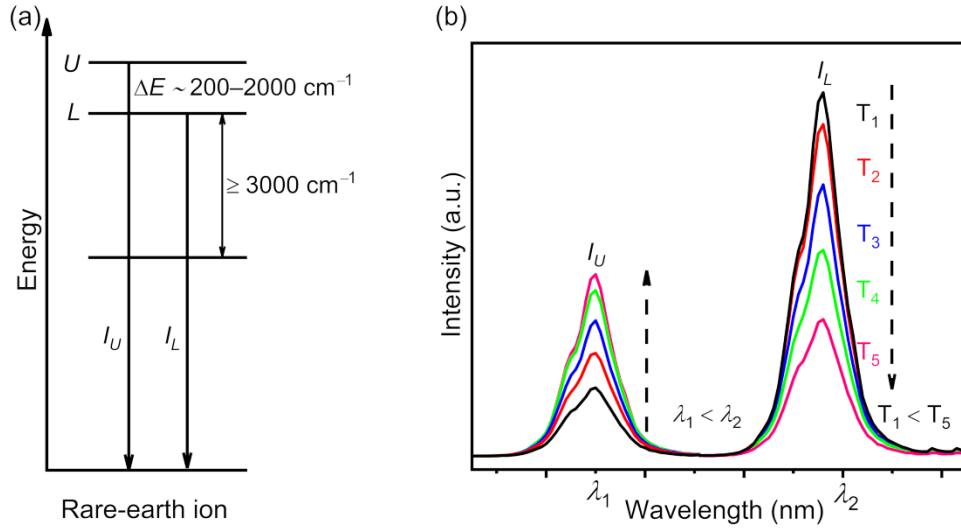 (a)
U
ΔE ~ 200–2000 cm⁻¹
L
≥ 3000 cm⁻¹
Energy
I_U
I_L
Rare-earth ion
(b)
I_L
T₁
T₂
I_U
T₃
T₄
T₅
λ₁ < λ₂
T₁ < T₅
Intensity (a.u.)
λ₁
λ₂
Wavelength (nm)